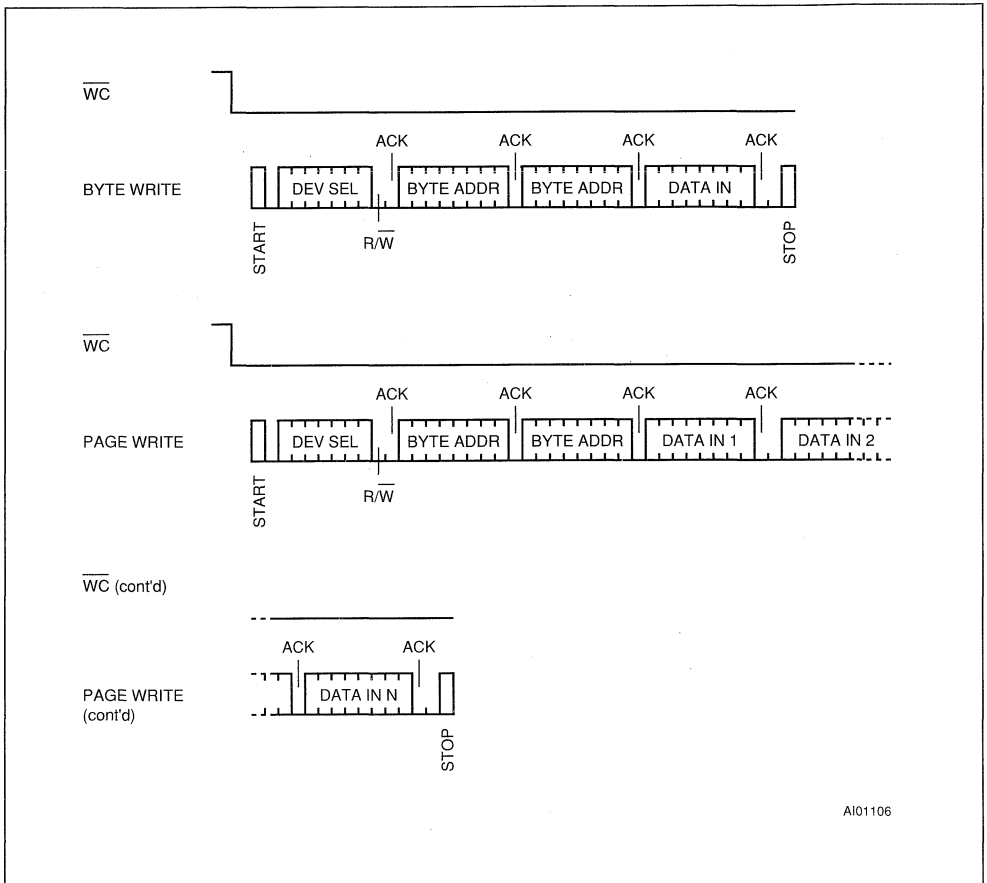 WC
ACK ACK ACK ACK
BYTE WRITE DEV SEL BYTE ADDR BYTE ADDR DATA IN
START R/W STOP
WC
ACK ACK ACK ACK
PAGE WRITE DEV SEL BYTE ADDR BYTE ADDR DATA IN 1 DATA IN 2
START R/W
WC (cont'd)
ACK ACK
PAGE WRITE DATA IN N
(cont'd)
STOP
AI01106